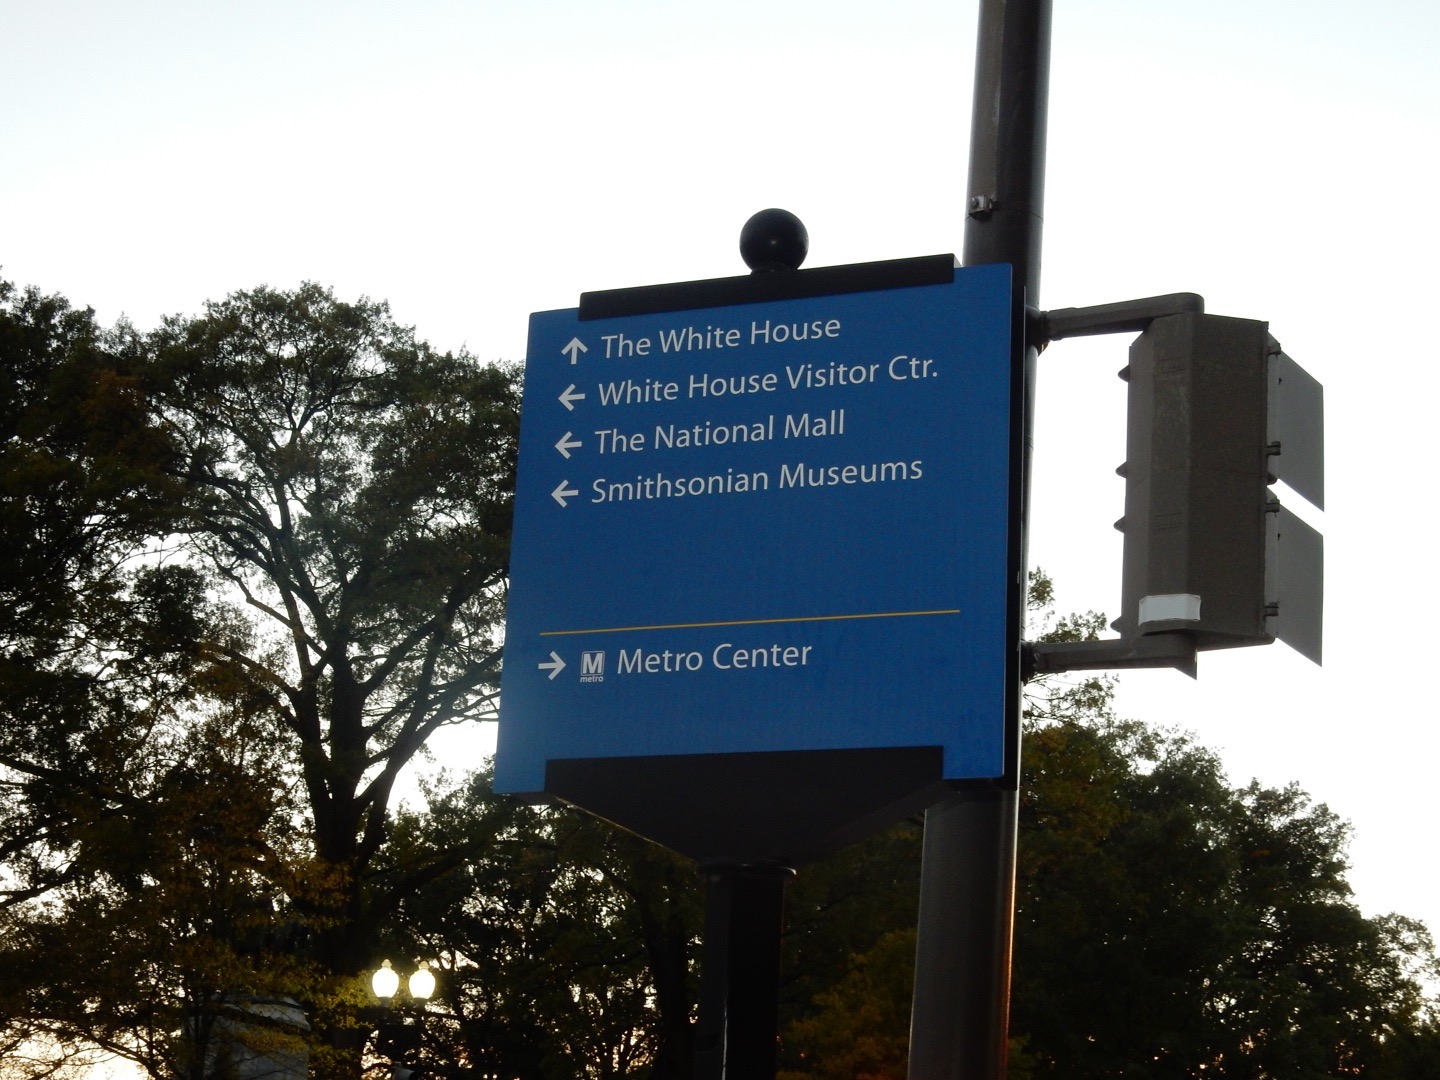 ↑ The White House
← White House Visitor Ctr.
← The National Mall
← Smithsonian Museums
→ M metro Metro Center